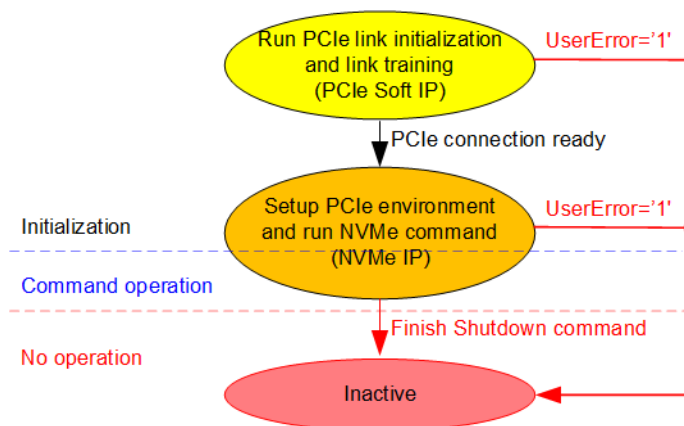 Run PCIe link initialization
and link training
(PCIe Soft IP)
UserError='1'
PCIe connection ready
Setup PCIe environment
and run NVMe command
(NVMe IP)
UserError='1'
Initialization
Command operation
Finish Shutdown command
No operation
Inactive